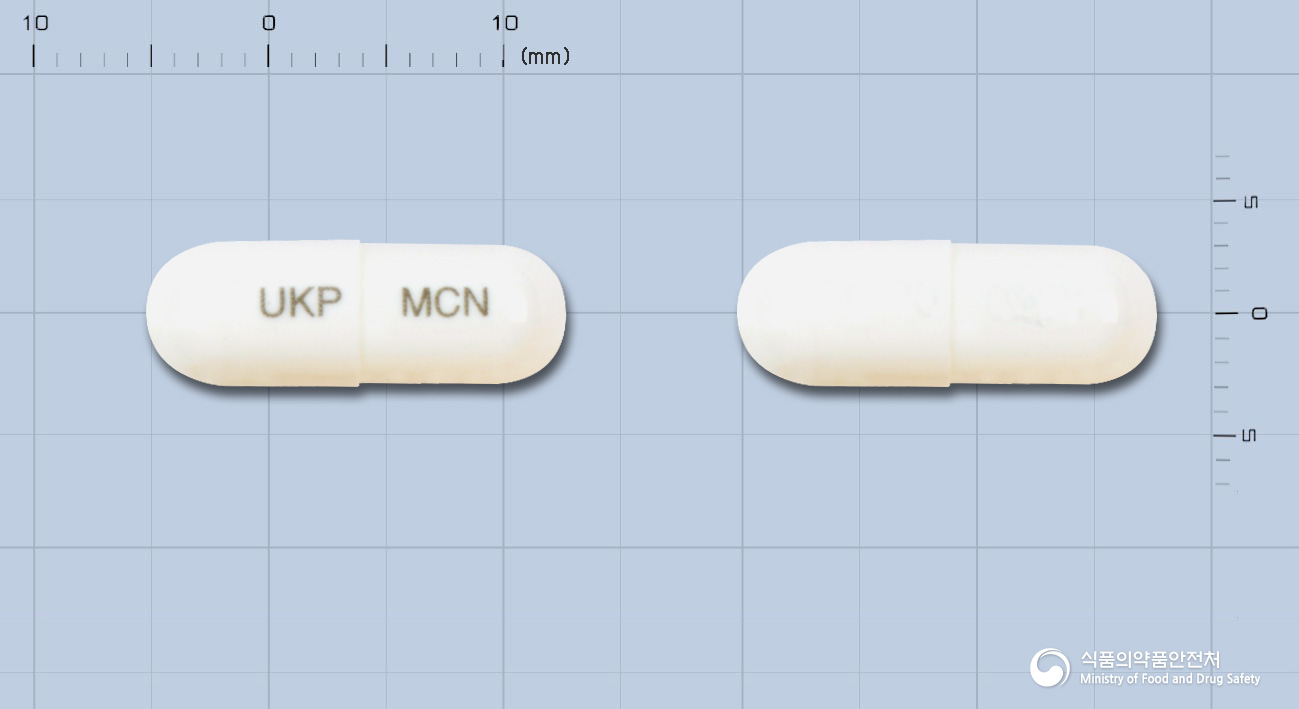 10 0 10
(mm)
5
0
5
UKP MCN
식품의약품안전처
Ministry of Food and Drug Safety